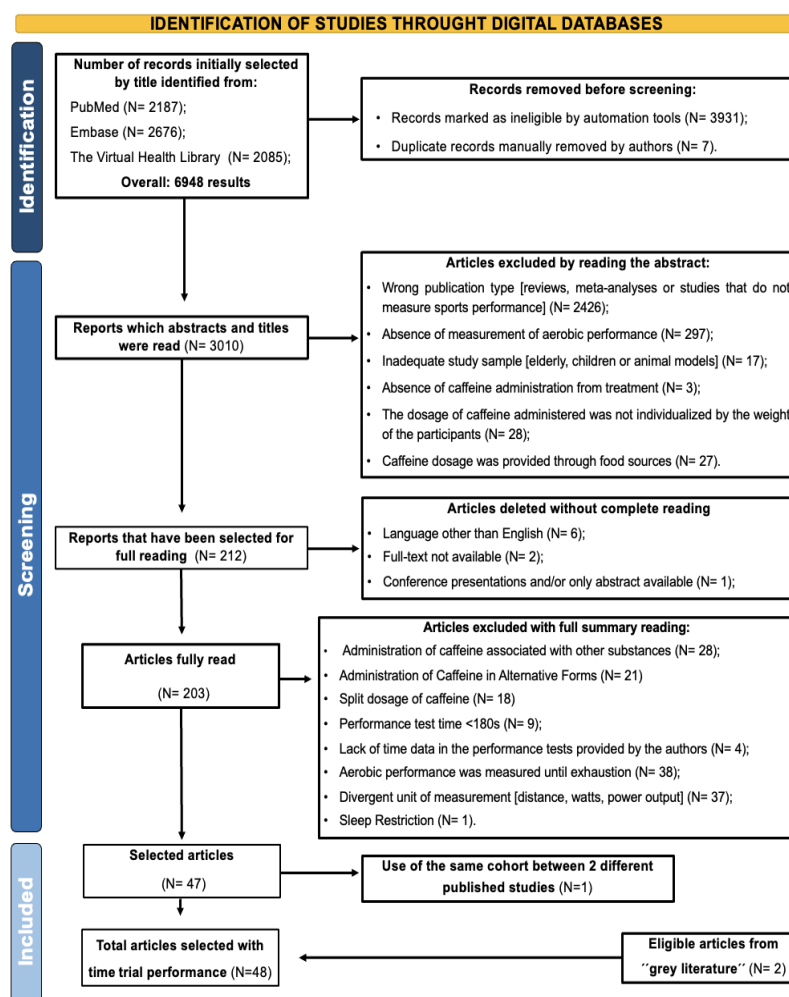 IDENTIFICATION OF STUDIES THROUGHT DIGITAL DATABASES
Identification
Number of records initially selected
by title identified from:
PubMed (N= 2187);
Embase (N= 2676);
The Virtual Health Library (N= 2085);
Overall: 6948 results
Records removed before screening:
• Records marked as ineligible by automation tools (N= 3931);
• Duplicate records manually removed by authors (N= 7).
Screening
Reports which abstracts and titles
were read (N= 3010)
Articles excluded by reading the abstract:
• Wrong publication type [reviews, meta-analyses or studies that do not
measure sports performance] (N= 2426);
• Absence of measurement of aerobic performance (N= 297);
• Inadequate study sample [elderly, children or animal models] (N= 17);
• Absence of caffeine administration from treatment (N= 3);
• The dosage of caffeine administered was not individualized by the weight
of the participants (N= 28);
• Caffeine dosage was provided through food sources (N= 27).
Reports that have been selected for
full reading (N= 212)
Articles deleted without complete reading
• Language other than English (N= 6);
• Full-text not available (N= 2);
• Conference presentations and/or only abstract available (N= 1);
Articles fully read
(N= 203)
Articles excluded with full summary reading:
• Administration of caffeine associated with other substances (N= 28);
• Administration of Caffeine in Alternative Forms (N= 21)
• Split dosage of caffeine (N= 18)
• Performance test time <180s (N= 9);
• Lack of time data in the performance tests provided by the authors (N= 4);
• Aerobic performance was measured until exhaustion (N= 38);
• Divergent unit of measurement [distance, watts, power output] (N= 37);
• Sleep Restriction (N= 1).
Included
Selected articles
(N= 47)
Use of the same cohort between 2 different
published studies (N=1)
Total articles selected with
time trial performance (N=48)
Eligible articles from
´´grey literature´´ (N= 2)